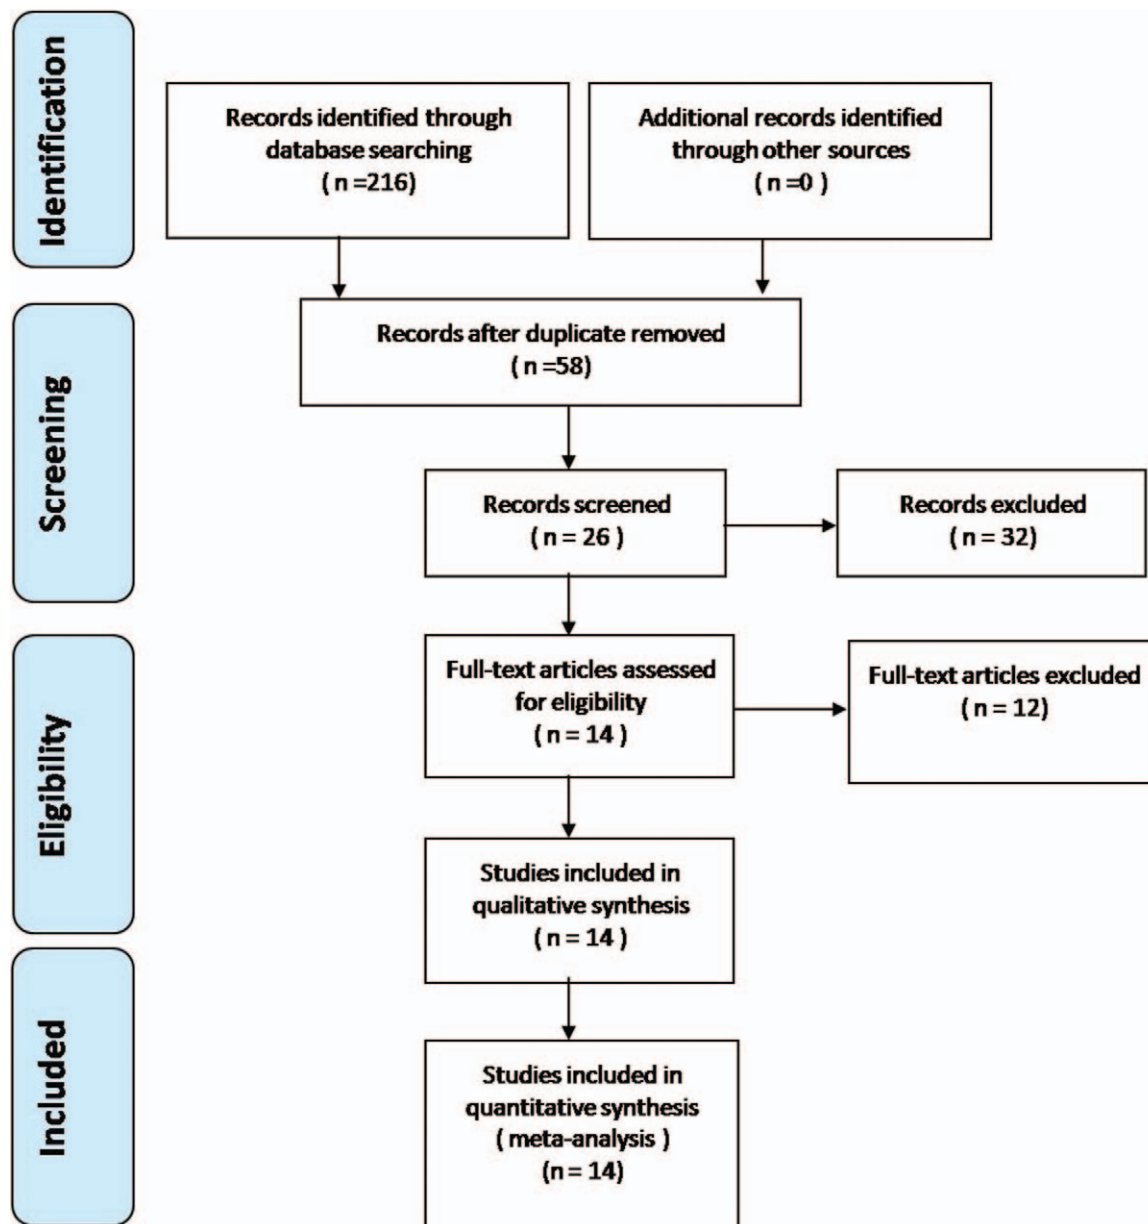 Identification
Records identified through
database searching
( n =216)
Additional records identified
through other sources
( n =0 )
Screening
Records after duplicate removed
( n =58)
Records screened
( n = 26 )
Records excluded
( n = 32)
Eligibility
Full-text articles assessed
for eligibility
( n = 14 )
Full-text articles excluded
( n = 12)
Studies included in
qualitative synthesis
( n = 14 )
Included
Studies included in
quantitative synthesis
( meta-analysis )
(n = 14)